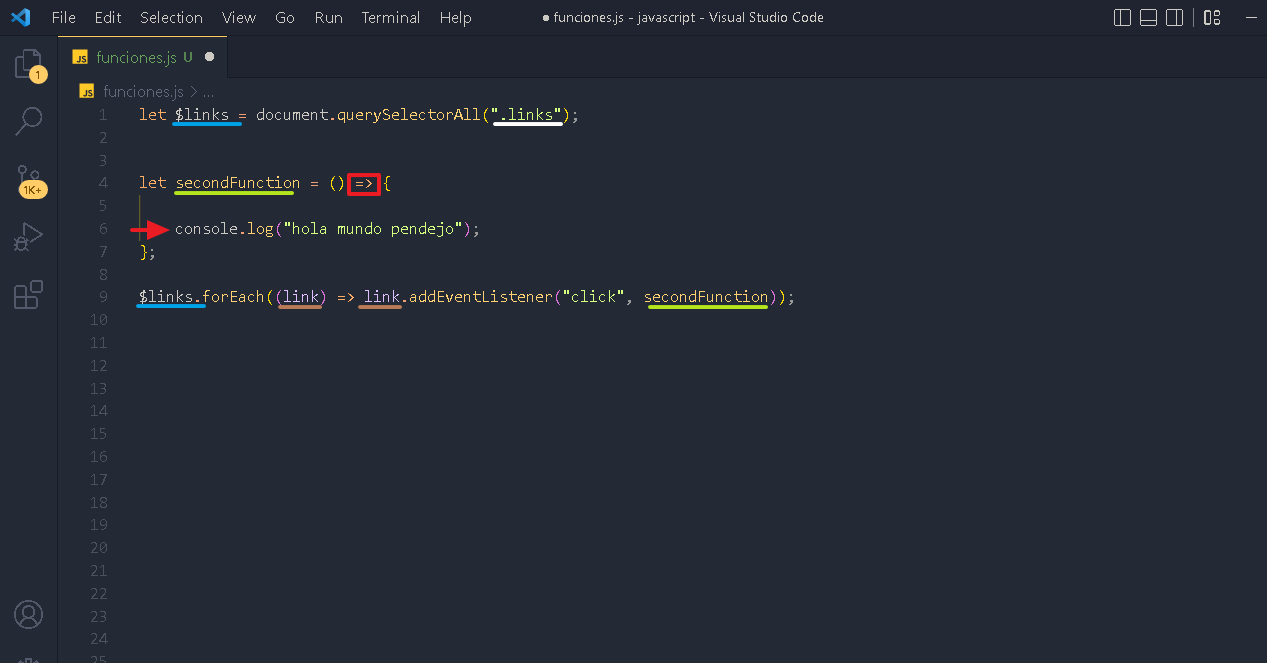 File Edit Selection View Go Run Terminal Help ● funciones.js - javascript - Visual Studio Code
JS funciones.js U ●
1
JS funciones.js > ...
1 let $links = document.querySelectorAll(".links");
2
3
1K+
4 let secondFunction = () => {
5
6 console.log("hola mundo pendejo");
7 };
8
9 $links.forEach((link) => link.addEventListener("click", secondFunction));
10
11
12
13
14
15
16
17
18
19
20
21
22
23
24
25